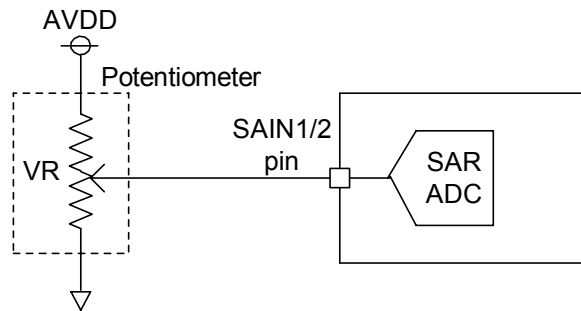 AVDD
Potentiometer
VR
SAIN1/2
pin
SAR
ADC